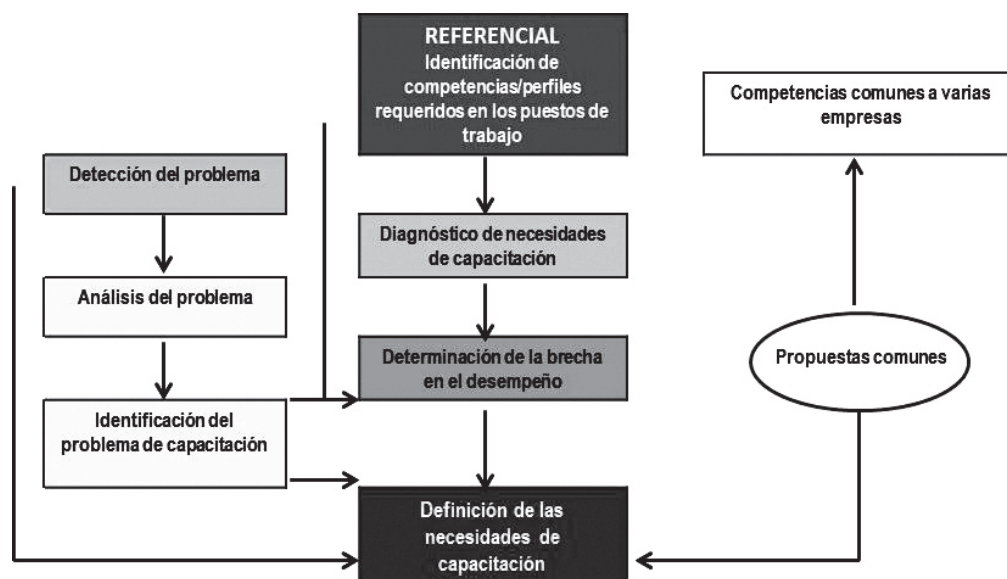 REFERENCIAL
Identificación de
competencias/perfiles
requeridos en los puestos de
trabajo
Competencias comunes a varias
empresas
Detección del problema
Diagnóstico de necesidades
de capacitación
Análisis del problema
Determinación de la brecha
en el desempeño
Propuestas comunes
Identificación del
problema de capacitación
Definición de las
necesidades de
capacitación